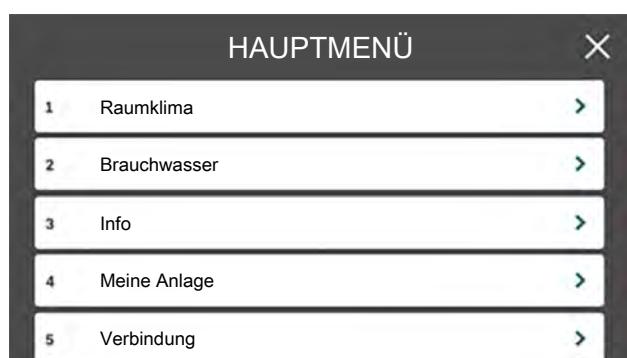 HAUPTMENÜ
1 Raumklima
2 Brauchwasser
3 Info
4 Meine Anlage
5 Verbindung